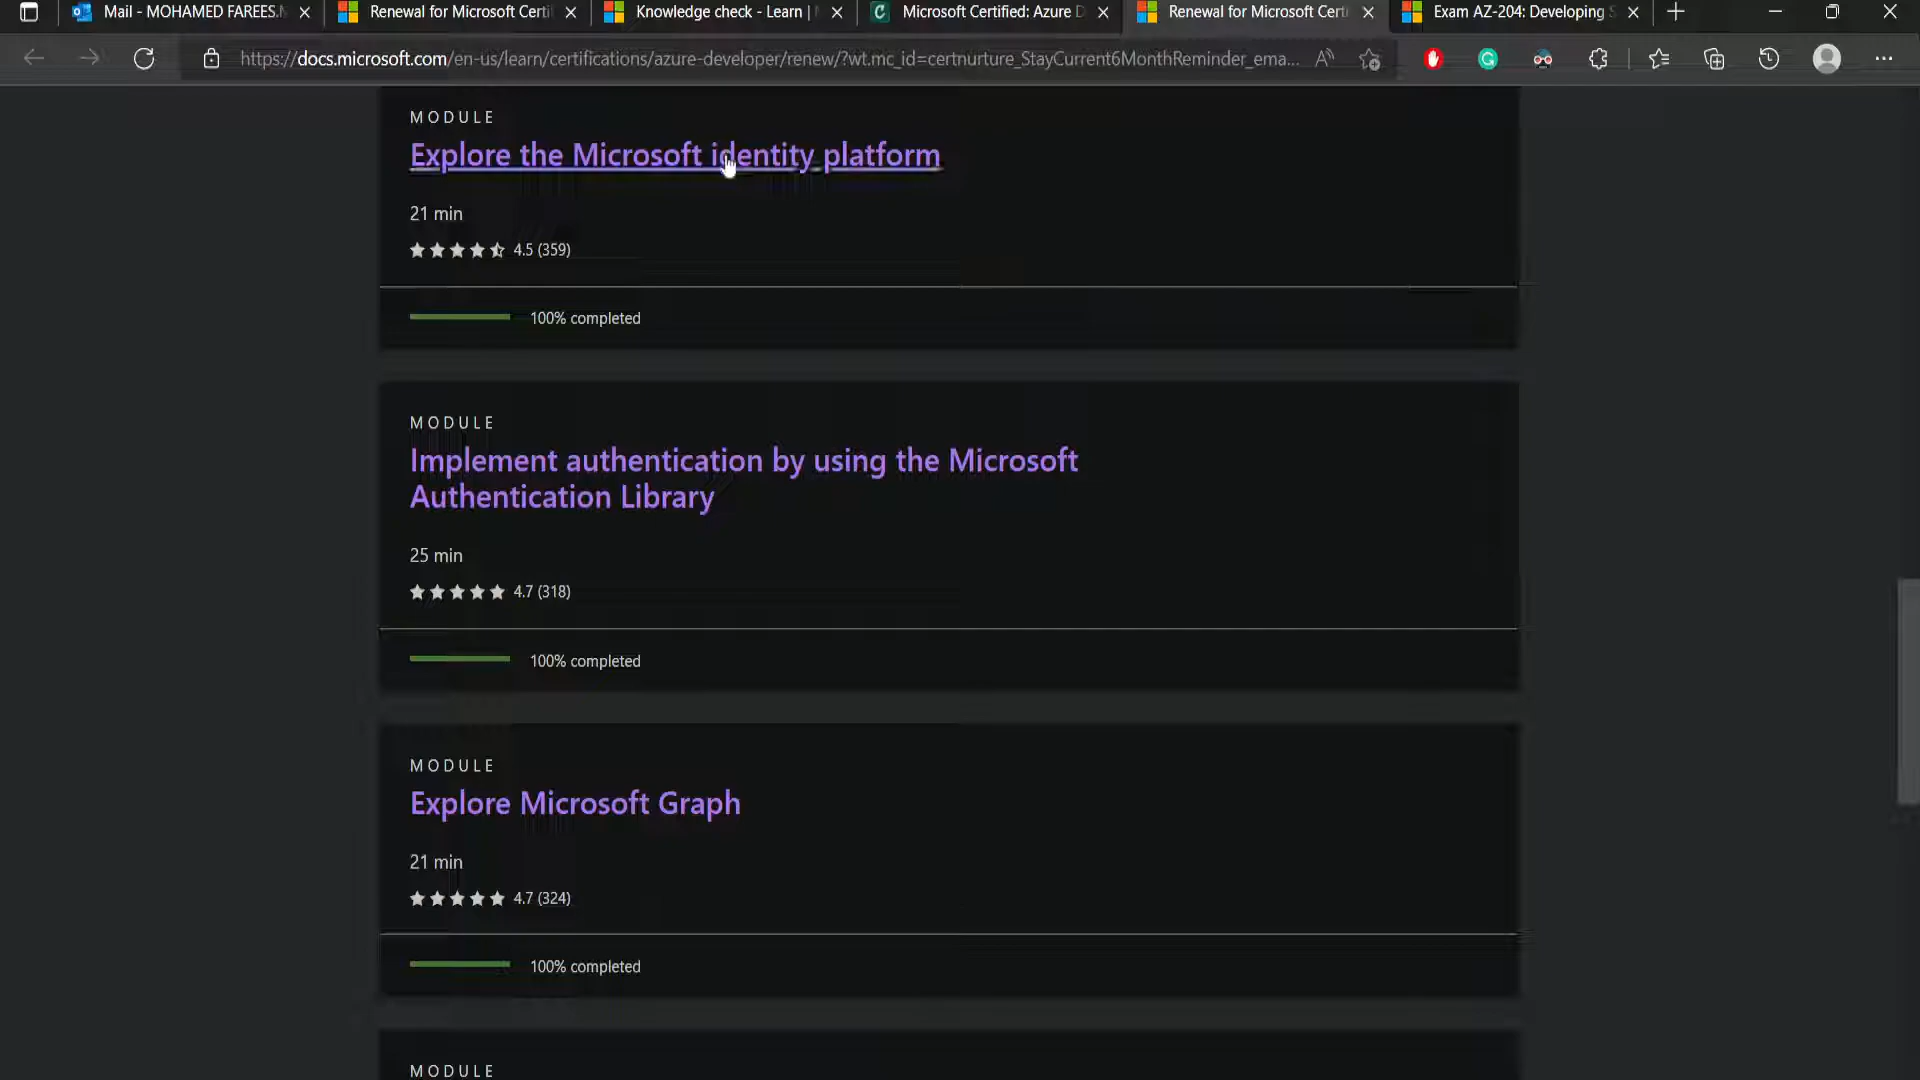 Mail - MOHAMED FAREES.
Renewal for Microsoft Certi
Knowledge check - Learn |
Microsoft Certified: Azure D
Renewal for Microsoft Certi
Exam AZ-204: Developing S
https://docs.microsoft.com/en-us/learn/certifications/azure-developer/renew/?wt.mc_id=certnurture_StayCurrent6MonthReminder_ema...
MODULE
Explore the Microsoft identity platform
21 min
4.5 (359)
100% completed
MODULE
Implement authentication by using the Microsoft
Authentication Library
25 min
4.7 (318)
100% completed
MODULE
Explore Microsoft Graph
21 min
4.7 (324)
100% completed
MODULE